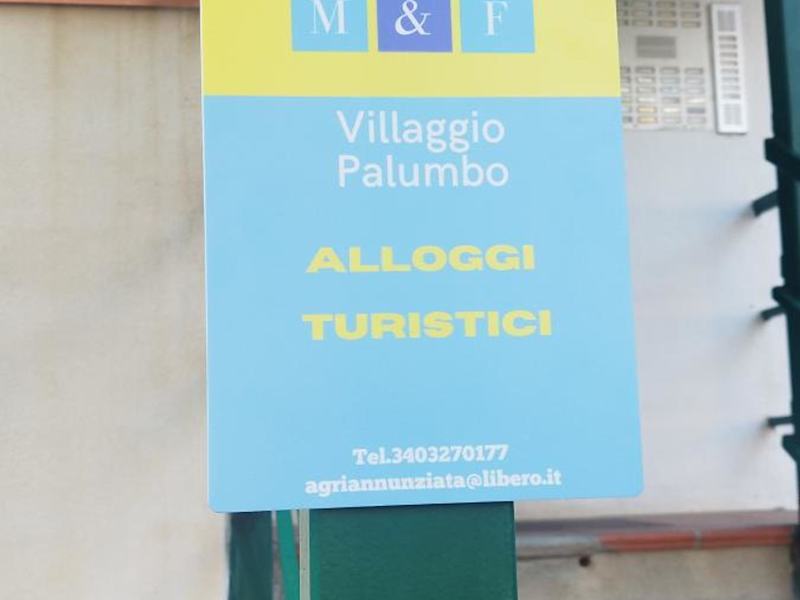 M & F
Villaggio
Palumbo
ALLOGGI
TURISTICI
Tel.3403270177
agriannunziata@libero.it